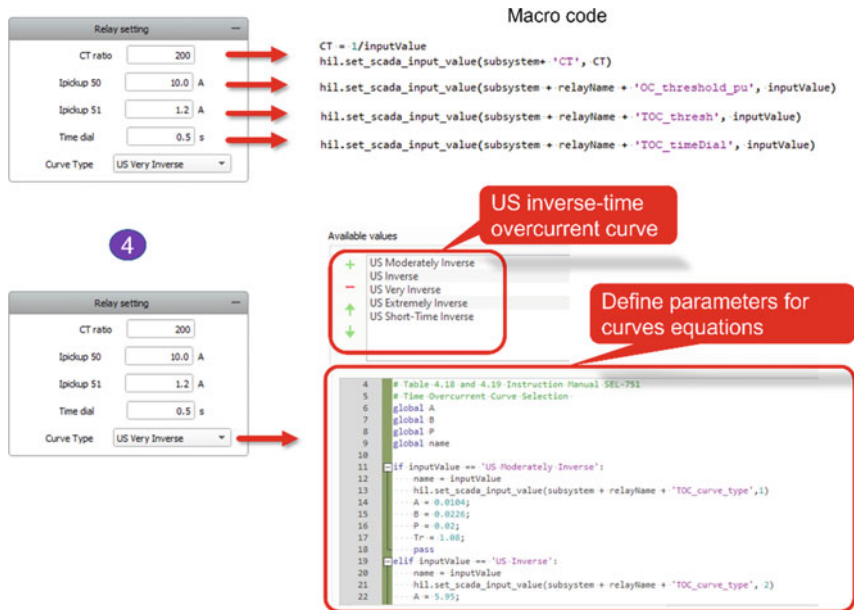 Macro code
Relay setting
CT ratio 200
Ipickup 50 10.0 A
Ipickup 51 1.2 A
Time dial 0.5 s
Curve Type US Very Inverse
CT = 1/inputValue
hil.set_scada_input_value(subsystem+ 'CT', CT)
hil.set_scada_input_value(subsystem + relayName + 'OC_threshold_pu', inputValue)
hil.set_scada_input_value(subsystem + relayName + 'TOC_thresh', inputValue)
hil.set_scada_input_value(subsystem + relayName + 'TOC_timeDial', inputValue)
4
US inverse-time
overcurrent curve
Available values
US Moderately Inverse
US Inverse
US Very Inverse
US Extremely Inverse
US Short-Time Inverse
Define parameters for
curves equations
Relay setting
CT ratio 200
Ipickup 50 10.0 A
Ipickup 51 1.2 A
Time dial 0.5 s
Curve Type US Very Inverse
4 # Table 4.18 and 4.19 Instruction Manual SEL-751
5 # Time Overcurrent Curve Selection
6 global A
7 global B
8 global P
9 global name
10
11 if inputValue == 'US Moderately Inverse':
12 name = inputValue
13 hil.set_scada_input_value(subsystem + relayName + 'TOC_curve_type',1)
14 A = 0.0104;
15 B = 0.0226;
16 P = 0.02;
17 Tr = 1.08;
18 pass
19 elif inputValue == 'US Inverse':
20 name = inputValue
21 hil.set_scada_input_value(subsystem + relayName + 'TOC_curve_type', 2)
22 A = 5.95;